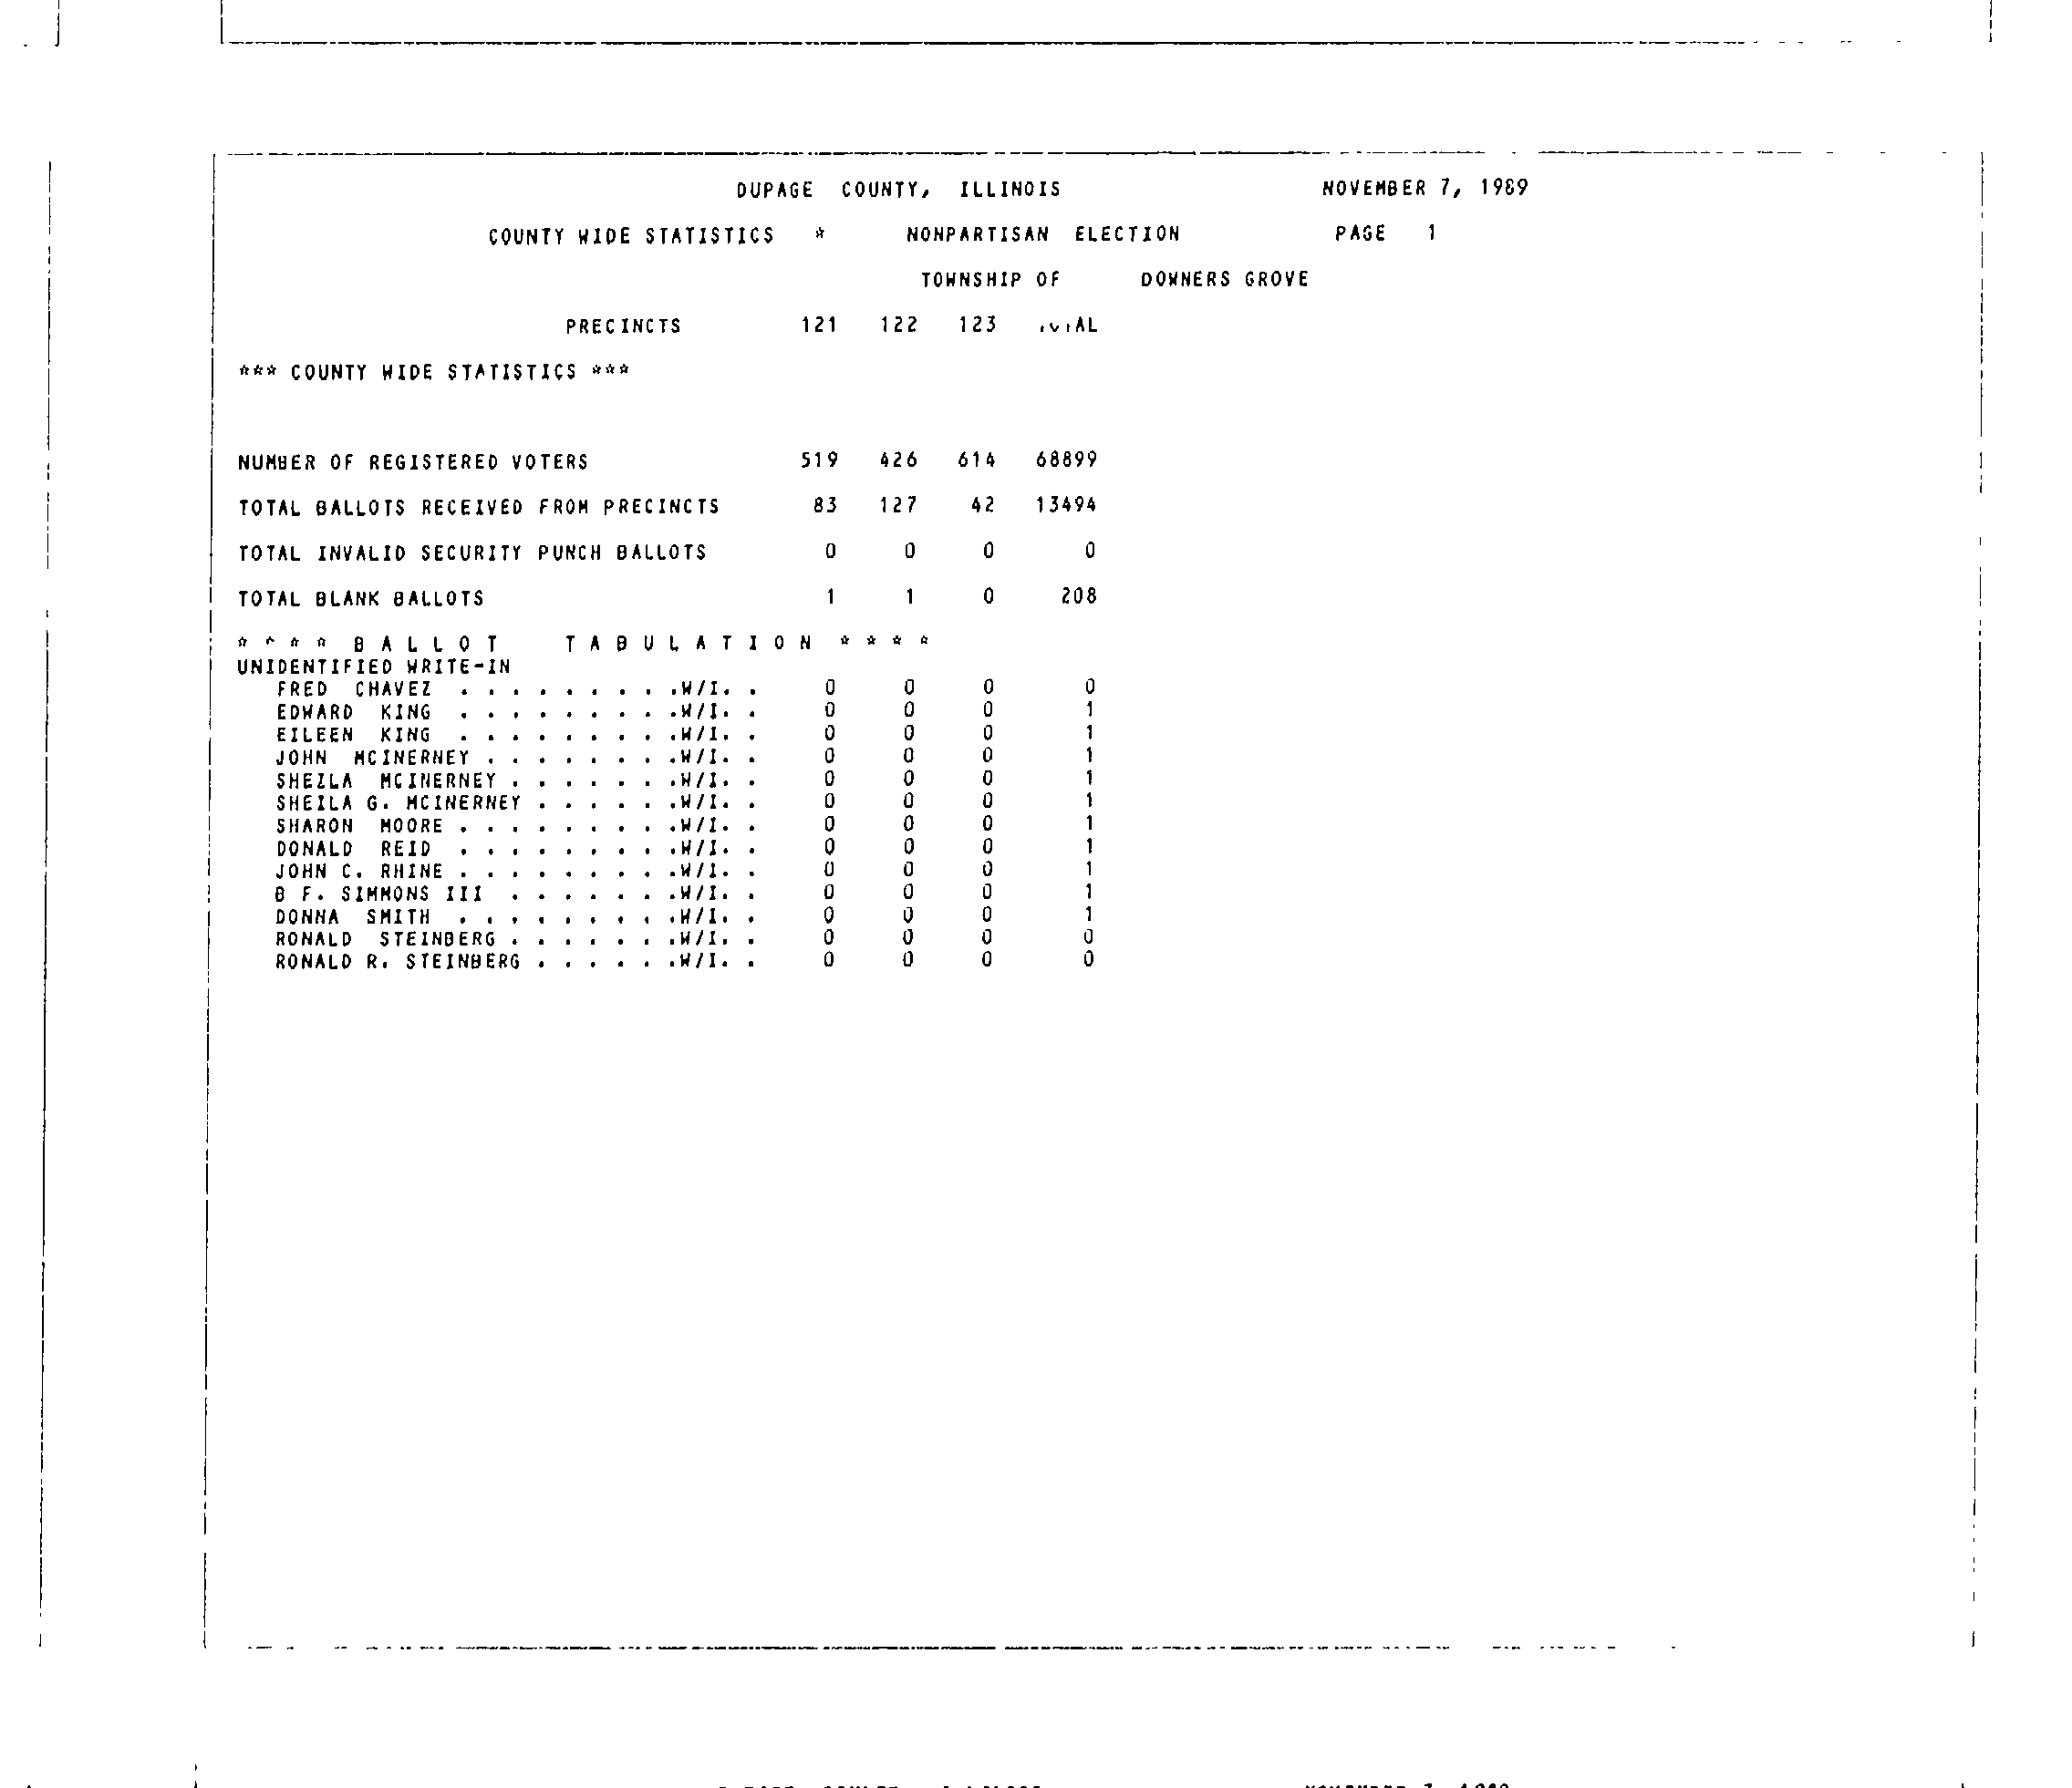 DUPAGE COUNTY, ILLINOIS NOVEMBER 7, 1989
COUNTY WIDE STATISTICS * NONPARTISAN ELECTION PAGE 1
TOWNSHIP OF DOWNERS GROVE
PRECINCTS 121 122 123
*** COUNTY WIDE STATISTICS ***
NUMBER OF REGISTERED VOTERS 519 426 614 68899
TOTAL BALLOTS RECEIVED FROM PRECINCTS 83 127 42 13494
TOTAL INVALID SECURITY PUNCH BALLOTS 0 0 0 0
TOTAL BLANK BALLOTS 1 1 0 208
* * * * B A L L O T T A B U L A T I O N * * * *
UNIDENTIFIED WRITE-IN
FRED CHAVEZ . . . . . . . . .W/I. . 0 0 0 0
EDWARD KING . . . . . . . . .W/I. . 0 0 0 1
EILEEN KING . . . . . . . . .W/I. . 0 0 0 1
JOHN MCINERNEY . . . . . . . .W/I. . 0 0 0 1
SHEILA MCINERNEY . . . . . . .W/I. . 0 0 0 1
SHEILA G. MCINERNEY . . . . . .W/I. . 0 0 0 1
SHARON MOORE . . . . . . . . .W/I. . 0 0 0 1
DONALD REID . . . . . . . . .W/I. . 0 0 0 1
JOHN C. RHINE . . . . . . . . .W/I. . 0 0 0 1
B F. SIMMONS III . . . . . . .W/I. . 0 0 0 1
DONNA SMITH . . . . . . . . .W/I. . 0 0 0 1
RONALD STEINBERG . . . . . . .W/I. . 0 0 0 0
RONALD R. STEINBERG . . . . . .W/I. . 0 0 0 0